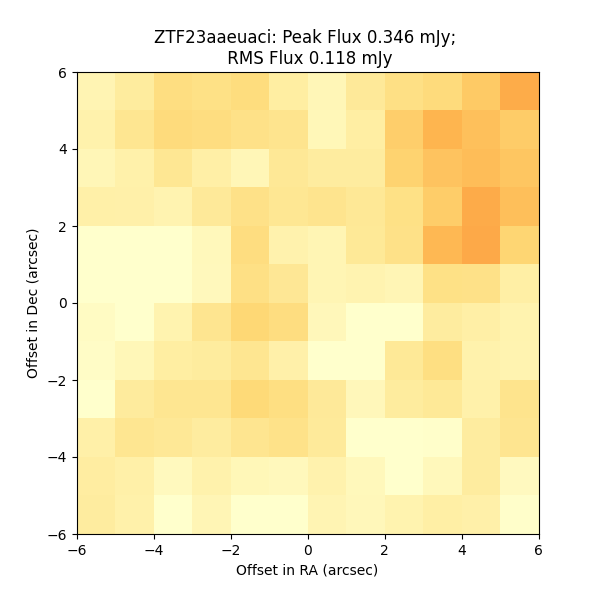 ZTF23aaeuaci: Peak Flux 0.346 mJy;
RMS Flux 0.118 mJy
6
4
2
0
−2
−4
−6
Offset in Dec (arcsec)
−6 −4 −2 0 2 4 6
Offset in RA (arcsec)